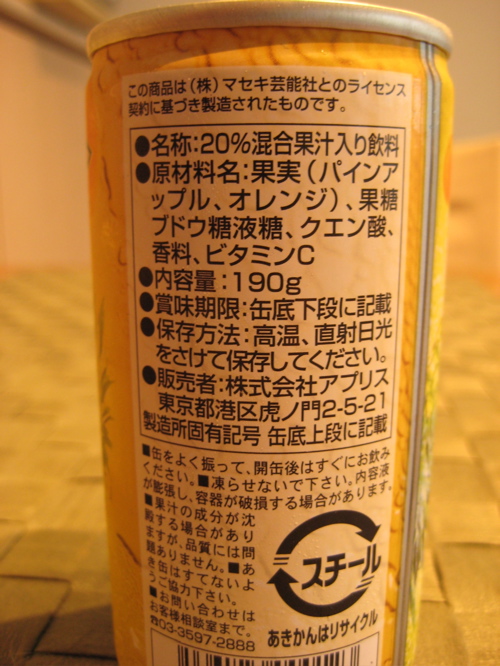 この商品は(株)マセキ芸能社とのライセンス
契約に基づき製造されたものです。
●名称:20%混合果汁入り飲料
●原材料名:果実(パインア
ップル、オレンジ)、果糖
ブドウ糖液糖、クエン酸、
香料、ビタミンC
●内容量:190g
●賞味期限:缶底下段に記載
●保存方法:高温、直射日光
をさけて保存してください。
●販売者:株式会社アプリス
東京都港区虎ノ門2-5-21
製造所固有記号 缶底上段に記載
■缶をよく振って、開缶後はすぐにお飲み
ください。■凍らせないで下さい。内容液
が膨張し、容器が破損する場合があります。
■果汁の成分が沈
殿する場合があり
ますが、品質には問
題ありません。■あ
き缶はすてないよ
うご協力下さい。
■お問い合わせは
お客様相談室まで。
☎03-3597-2888
スチール
あきかんはリサイクル